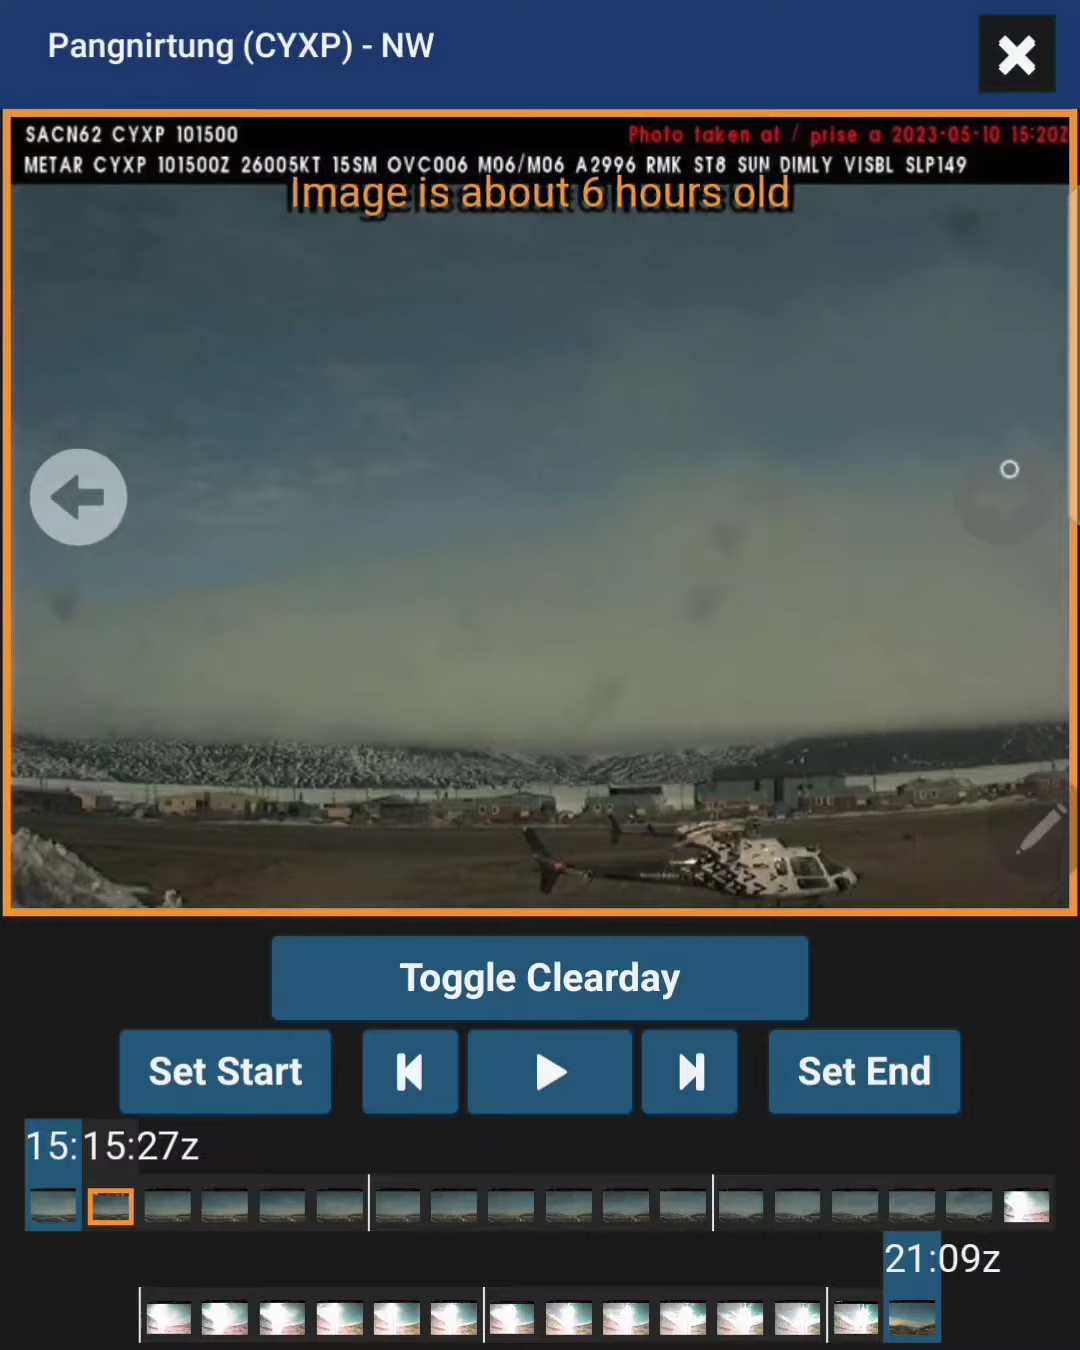 Pangnirtung (CYXP) - NW
SACN62 CYXP 101500
Photo taken at / prise a 2023-05-10 15:20Z
METAR CYXP 101500Z 26005KT 15SM OVC006 M06/M06 A2996 RMK ST8 SUN DIMLY VISBL SLP149
Image is about 6 hours old
Toggle Clearday
Set Start
Set End
15:
15:27z
21:09z